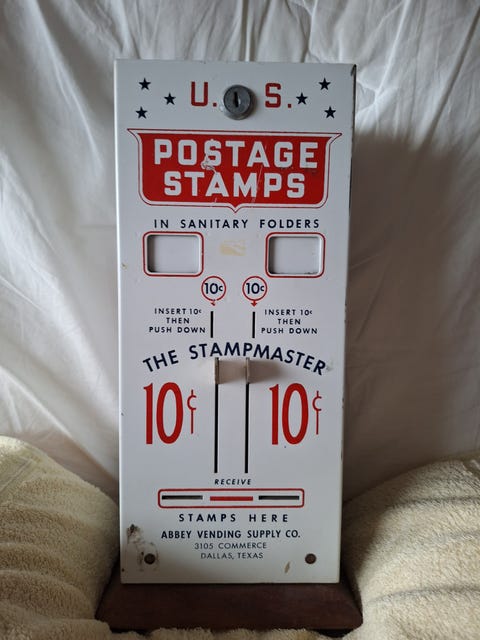 U. S.
POSTAGE
STAMPS
IN SANITARY FOLDERS
10¢ 10¢
INSERT 10¢ INSERT 10¢
THEN THEN
PUSH DOWN PUSH DOWN
THE STAMPMASTER
10¢ 10¢
RECEIVE
STAMPS HERE
ABBEY VENDING SUPPLY CO.
3105 COMMERCE
DALLAS, TEXAS